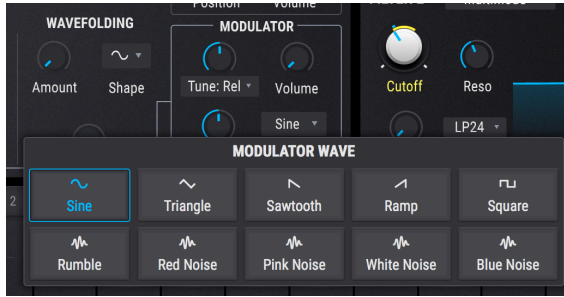 Position Volume
WAVEFOLDING
MODULATOR
Amount Shape
Tune: Rel Volume
Cutoff Reso
Sine
LP24
2
MODULATOR WAVE
Sine Triangle Sawtooth Ramp Square
Rumble Red Noise Pink Noise White Noise Blue Noise